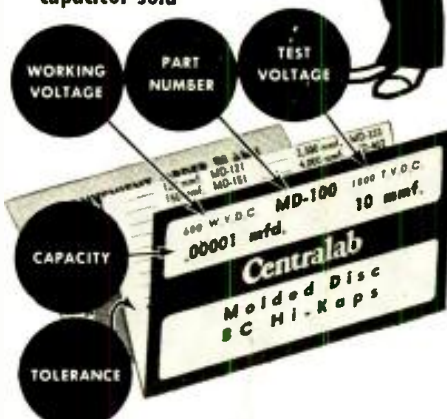 capacitor sold
WORKING
VOLTAGE
PART
NUMBER
TEST
VOLTAGE
MD-121
MD-151
600 W.V.D.C.
MD-100
1800 T.V.D.C.
.00001 mfd.
10 mmf.
CAPACITY
Centralab
Molded Disc
BC Hi-Kaps
TOLERANCE